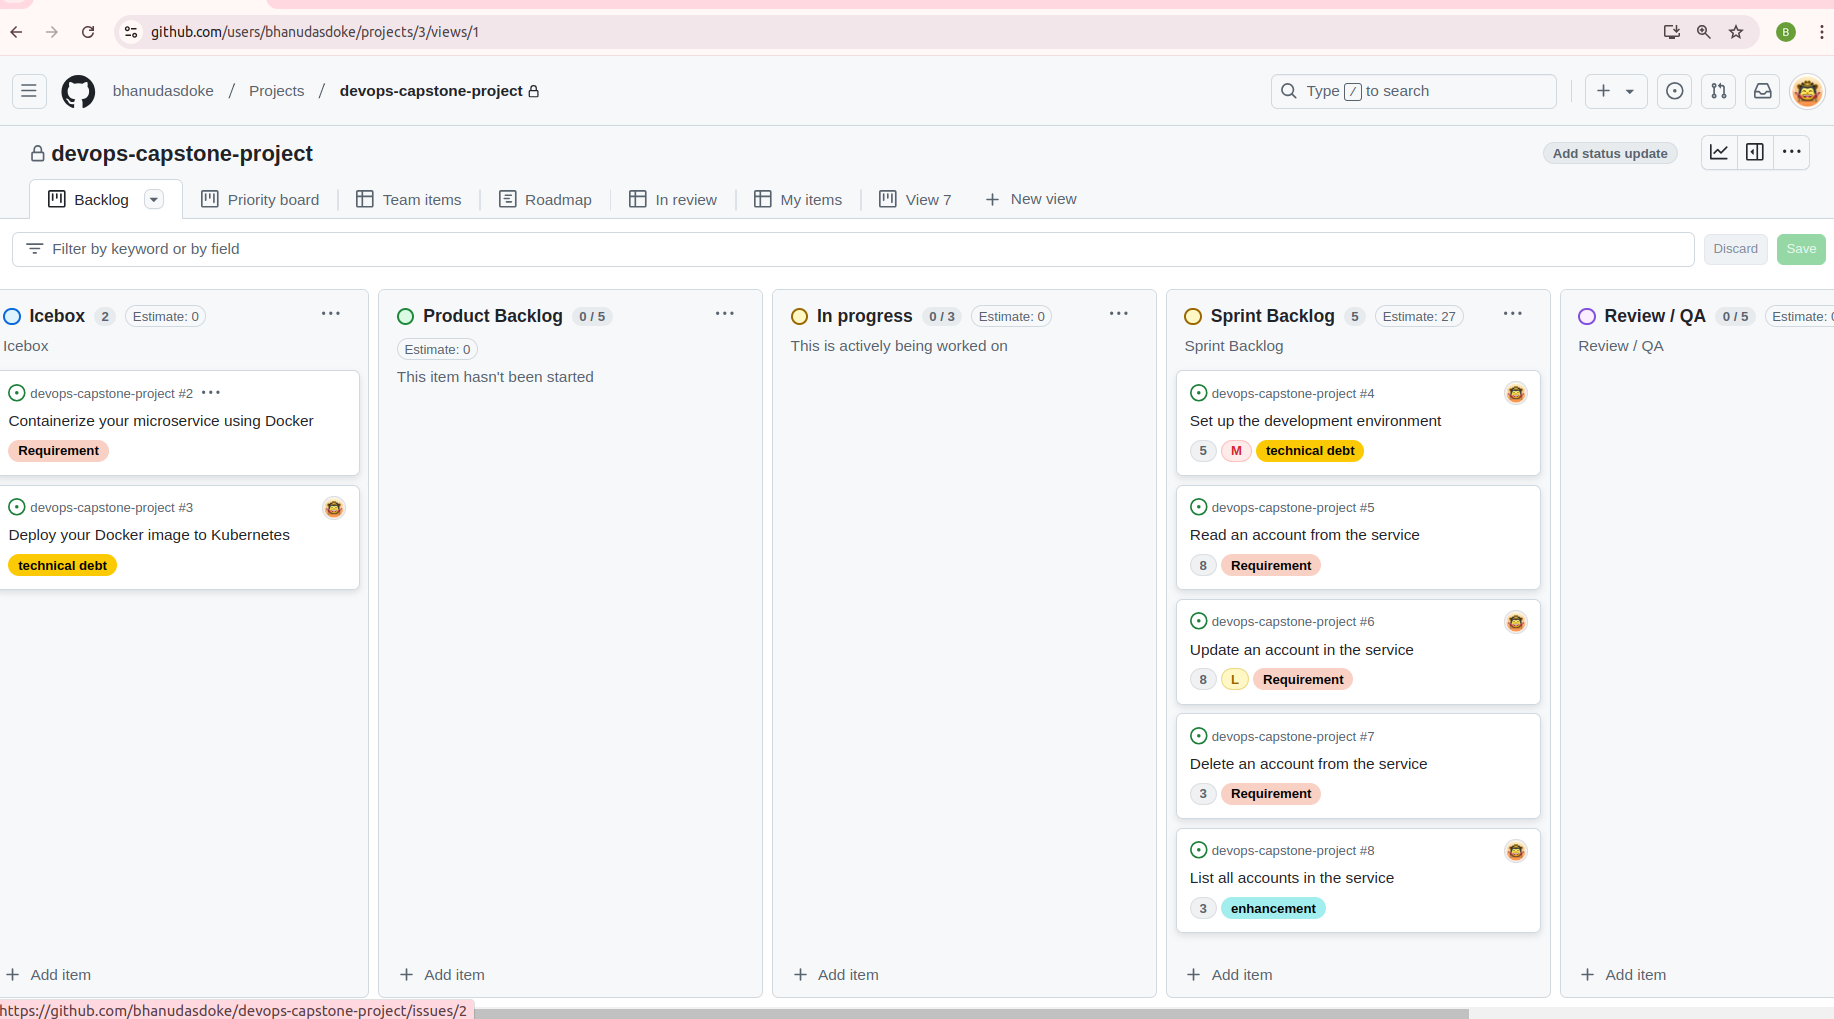 github.com/users/bhanudasdoke/projects/3/views/1
B
bhanudasdoke / Projects / devops-capstone-project
Type / to search
devops-capstone-project
Add status update
Backlog
Priority board
Team items
Roadmap
In review
My items
View 7
New view
Filter by keyword or by field
Discard
Save
Icebox 2 Estimate: 0
Icebox
devops-capstone-project #2
Containerize your microservice using Docker
Requirement
devops-capstone-project #3
Deploy your Docker image to Kubernetes
technical debt
Add item
Product Backlog 0 / 5
Estimate: 0
This item hasn't been started
Add item
In progress 0 / 3 Estimate: 0
This is actively being worked on
Add item
Sprint Backlog 5 Estimate: 27
Sprint Backlog
devops-capstone-project #4
Set up the development environment
5 M technical debt
devops-capstone-project #5
Read an account from the service
8 Requirement
devops-capstone-project #6
Update an account in the service
8 L Requirement
devops-capstone-project #7
Delete an account from the service
3 Requirement
devops-capstone-project #8
List all accounts in the service
3 enhancement
Add item
Review / QA 0 / 5 Estimate:
Review / QA
Add item
https://github.com/bhanudasdoke/devops-capstone-project/issues/2